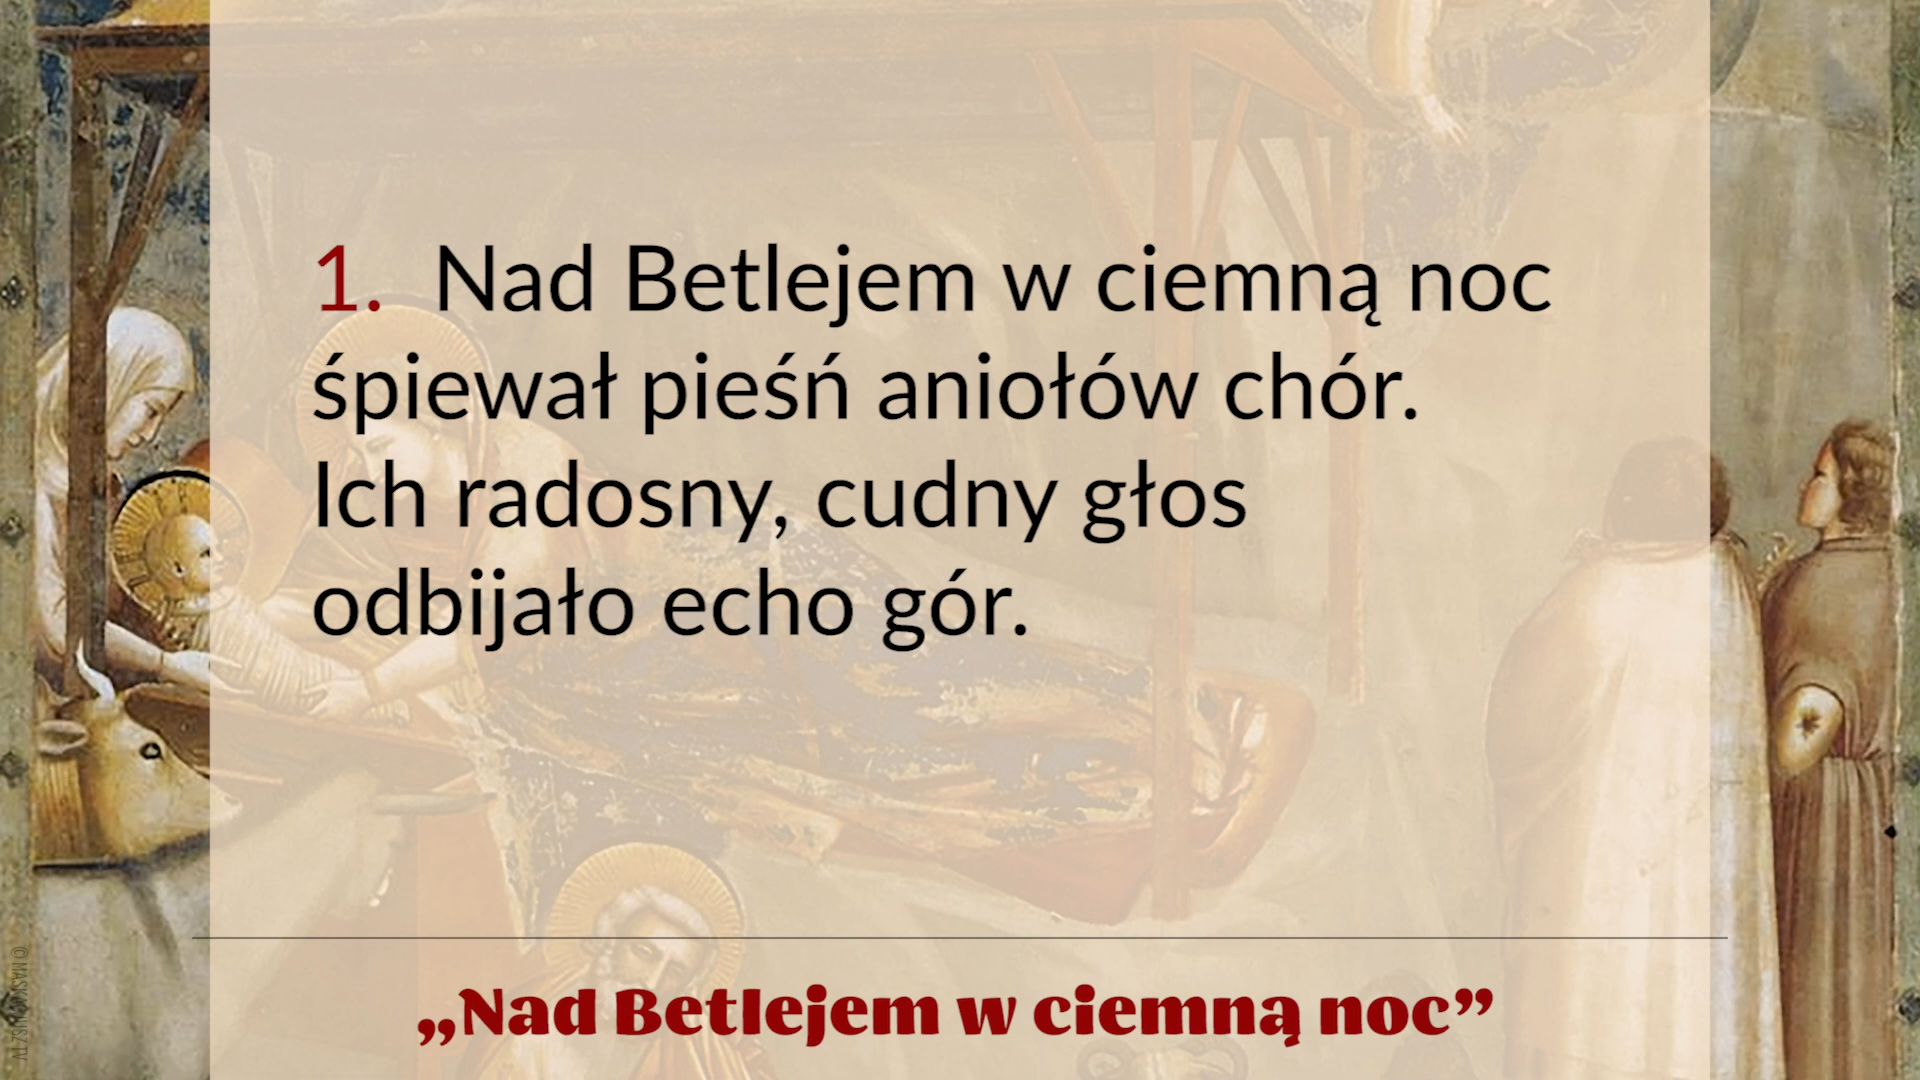 1. Nad Betlejem w ciemną noc
śpiewał pieśń aniołów chór.
Ich radosny, cudny głos
odbijało echo gór.
„Nad Betlejem w ciemną noc”